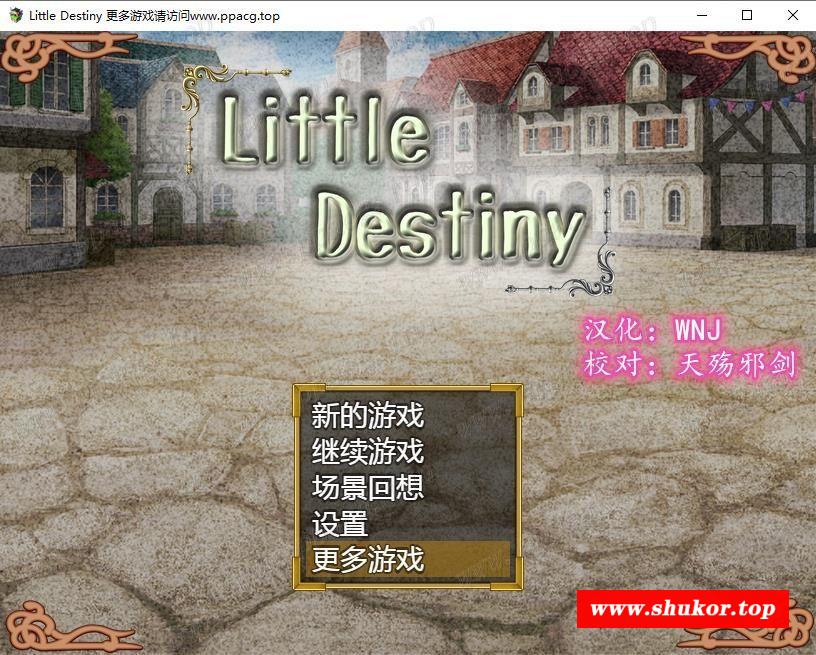 Little Destiny 更多游戏请访问www.ppacg.top
Little
Destiny
汉化：WNJ
校对：天殇邪剑
新的游戏
继续游戏
场景回想
设置
更多游戏
www.shukor.top